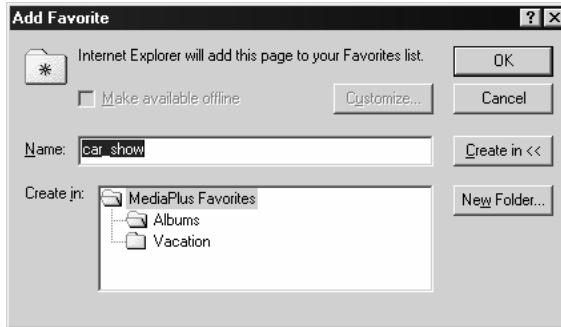 Add Favorite
Internet Explorer will add this page to your Favorites list.
OK
Make available offline
Customize...
Cancel
Name:
car_show
Create in <<
Create in:
MediaPlus Favorites
New Folder...
Albums
Vacation